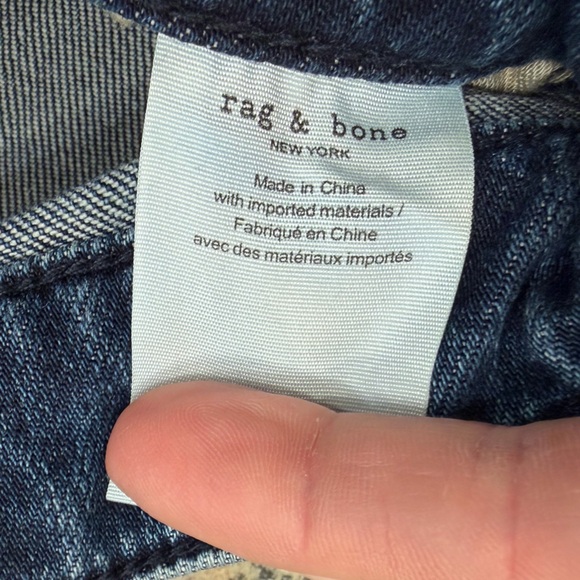 rag & bone
NEW YORK
Made in China
with imported materials /
Fabriqué en Chine
avec des matériaux importés